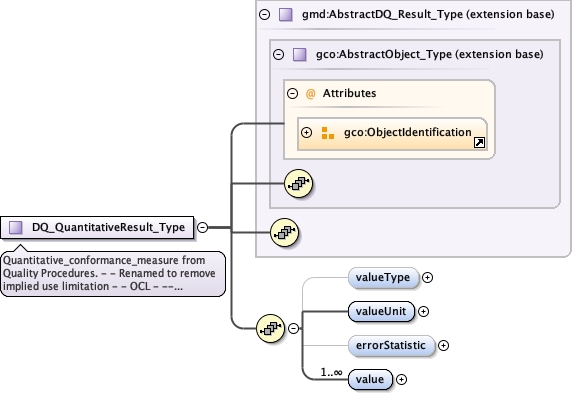 gmd:AbstractDQ_Result_Type (extension base)
gco:AbstractObject_Type (extension base)
@ Attributes
gco:ObjectIdentification
DQ_QuantitativeResult_Type
Quantitative_conformance_measure from
Quality Procedures. - - Renamed to remove
implied use limitation - - OCL - --...
valueType
valueUnit
errorStatistic
1..∞
value